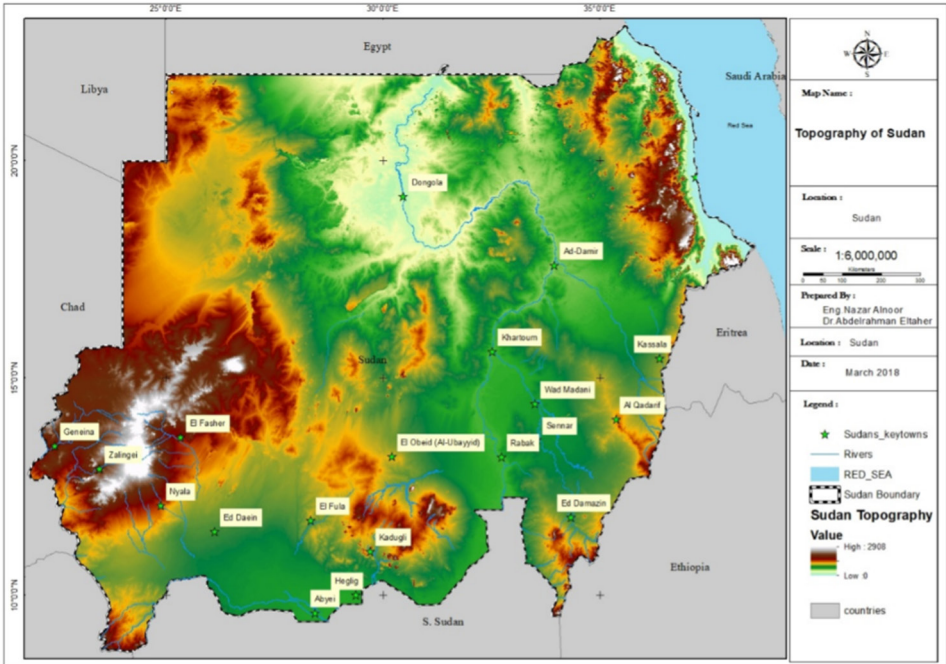 25°0'0"E
30°0'0"E
35°0'0"E
20°0'0"N
15°0'0"N
10°0'0"N
Egypt
Libya
Saudi Arabia
Red Sea
Chad
Eritrea
Ethiopia
S. Sudan
Sudan
Dongola
Ad-Damir
Khartoum
Kassala
Wad Madani
Al Qadarif
Sennar
Geneina
El Fasher
El Obeid (Al-Ubayyid)
Rabak
Zalingei
Nyala
Ed Daein
El Fula
Ed Damazin
Kadugli
Heglig
Abyei
N
W
E
S
Map Name :
Topography of Sudan
Location :
Sudan
Scale :
1:6,000,000
Kilometers
0 50 100 200 300
Prepared By :
Eng.Nazar Alnoor
Dr.Abdelrahman Eltaher
Location : Sudan
Date :
March 2018
Legend :
Sudans_keytowns
Rivers
RED_SEA
Sudan Boundary
Sudan Topography
Value
High : 2908
Low :0
countries